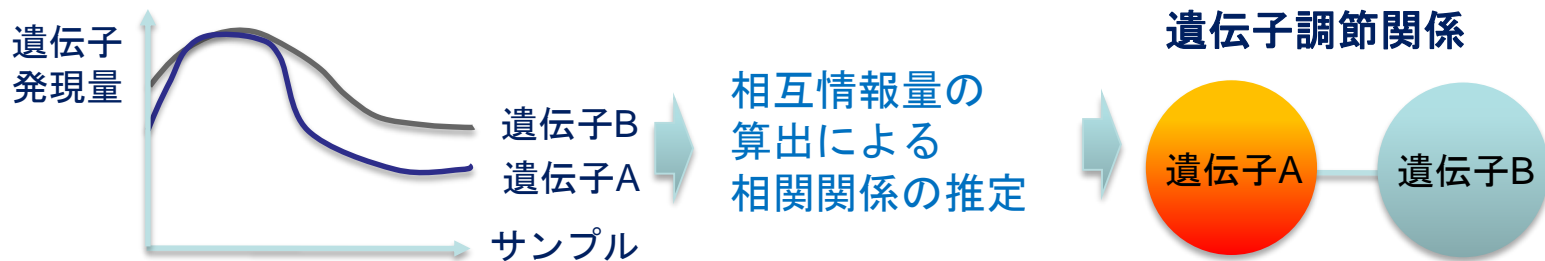 遺伝子
発現量
遺伝子B
遺伝子A
サンプル
相互情報量の
算出による
相関関係の推定
遺伝子調節関係
遺伝子A
遺伝子B